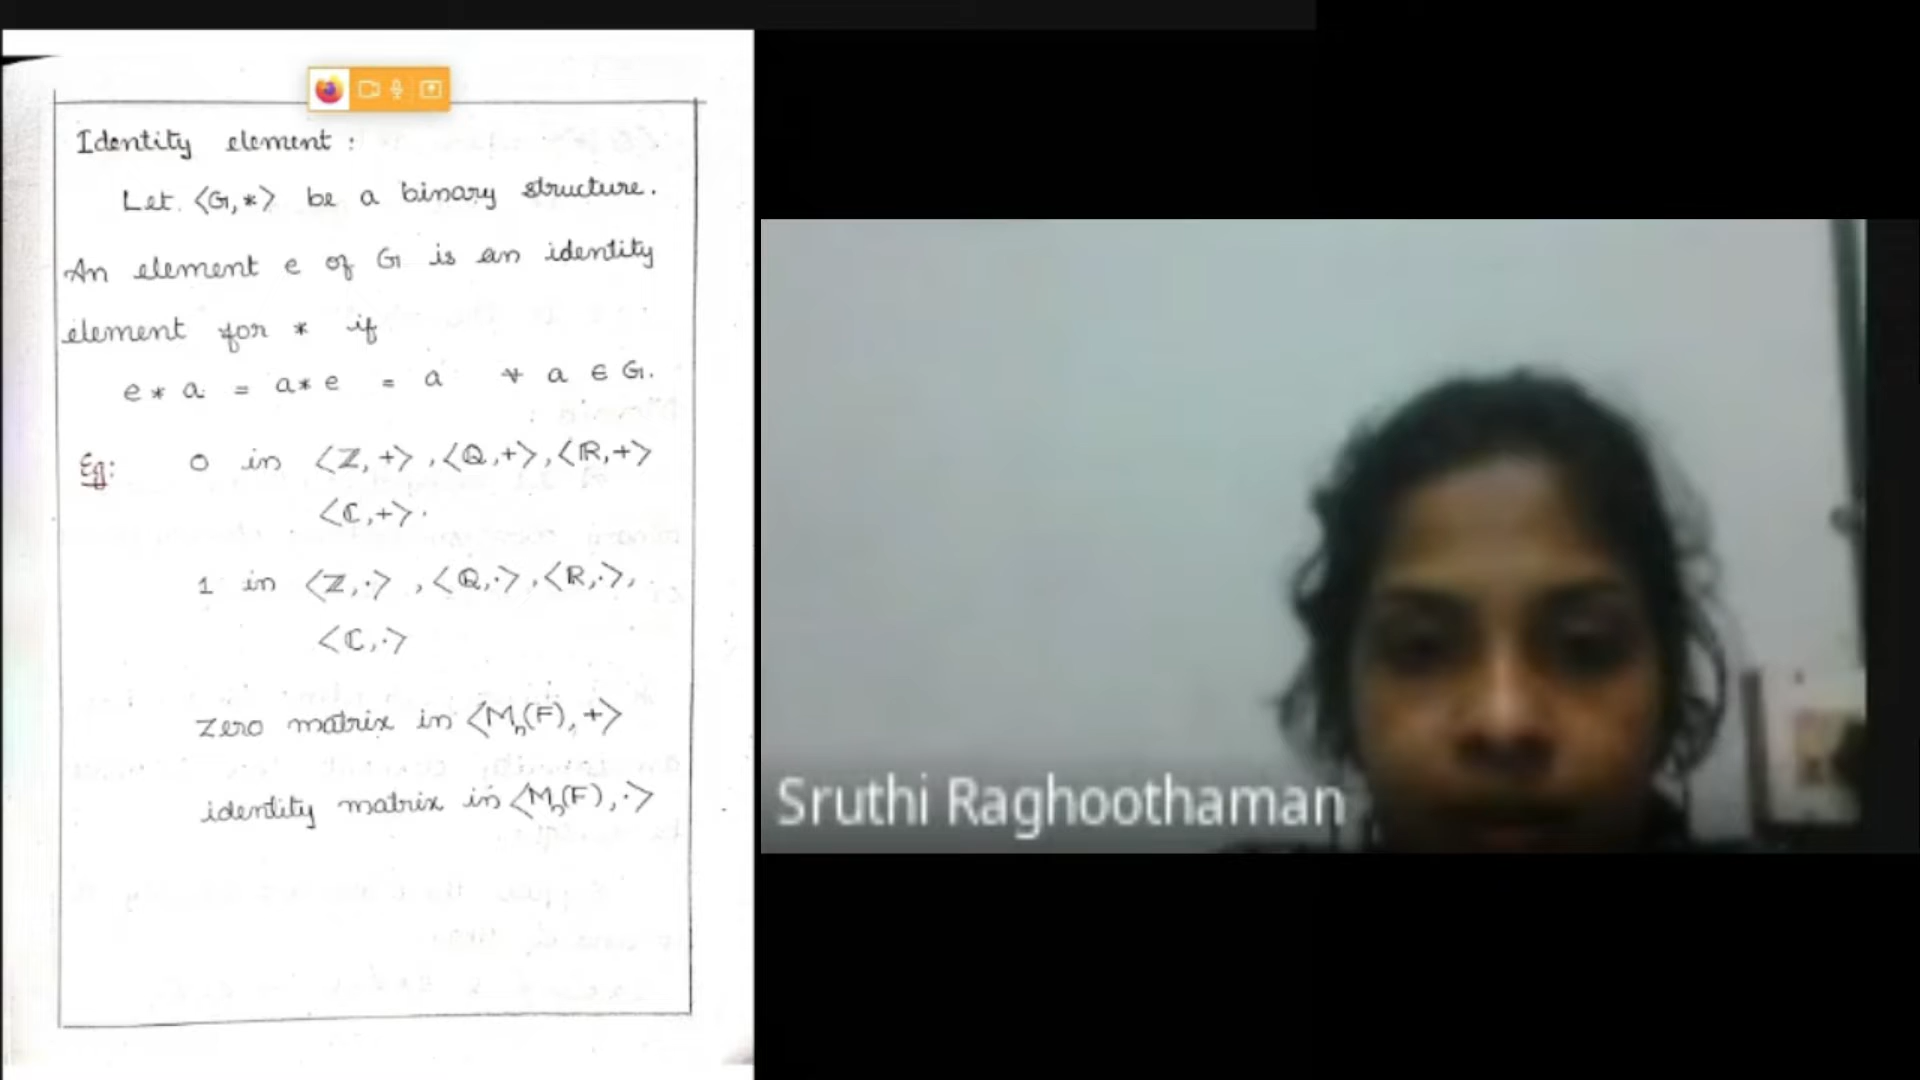 Identity element :
Let ⟨G, *⟩ be a binary structure.
An element e of G is an identity
element for * if
e * a = a * e = a ∀ a ∈ G.
Eg: 0 in ⟨ℤ, +⟩, ⟨ℚ, +⟩, ⟨ℝ, +⟩
⟨ℂ, +⟩.
1 in ⟨ℤ, ·⟩, ⟨ℚ, ·⟩, ⟨ℝ, ·⟩,
⟨ℂ, ·⟩
Zero matrix in ⟨Mₙ(F), +⟩
identity matrix in ⟨Mₙ(F), ·⟩
Sruthi Raghoothaman